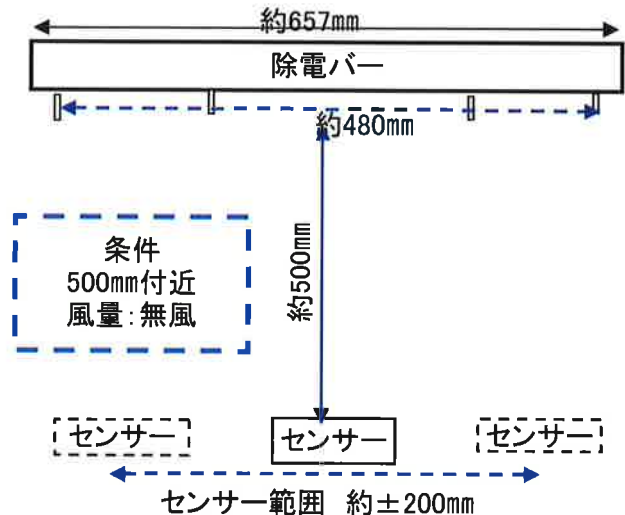 約657mm
除電バー
約480mm
約500mm
条件
500mm付近
風量:無風
センサー
センサー
センサー
センサー範囲 約±200mm